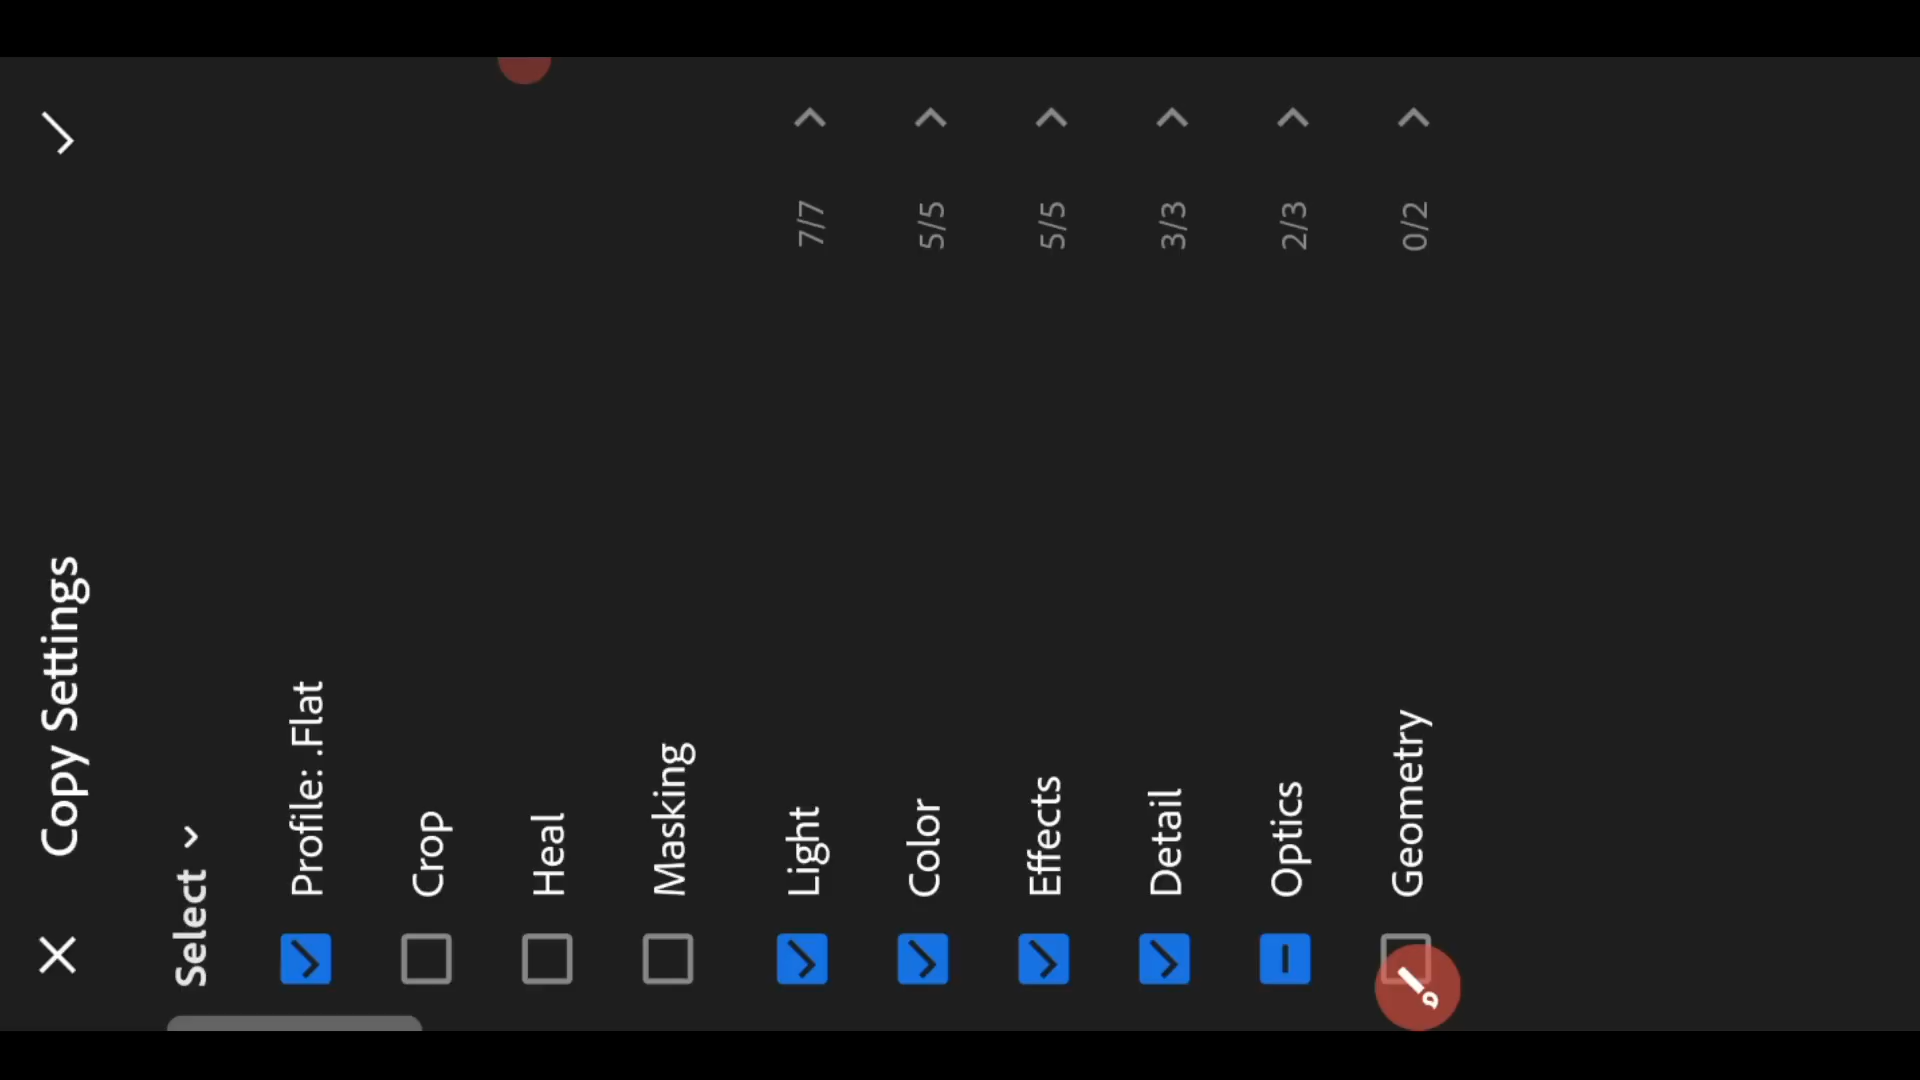 Copy Settings
Select
Profile: .Flat
Crop
Heal
Masking
Light 7/7
Color 5/5
Effects 5/5
Detail 3/3
Optics 2/3
Geometry 0/2